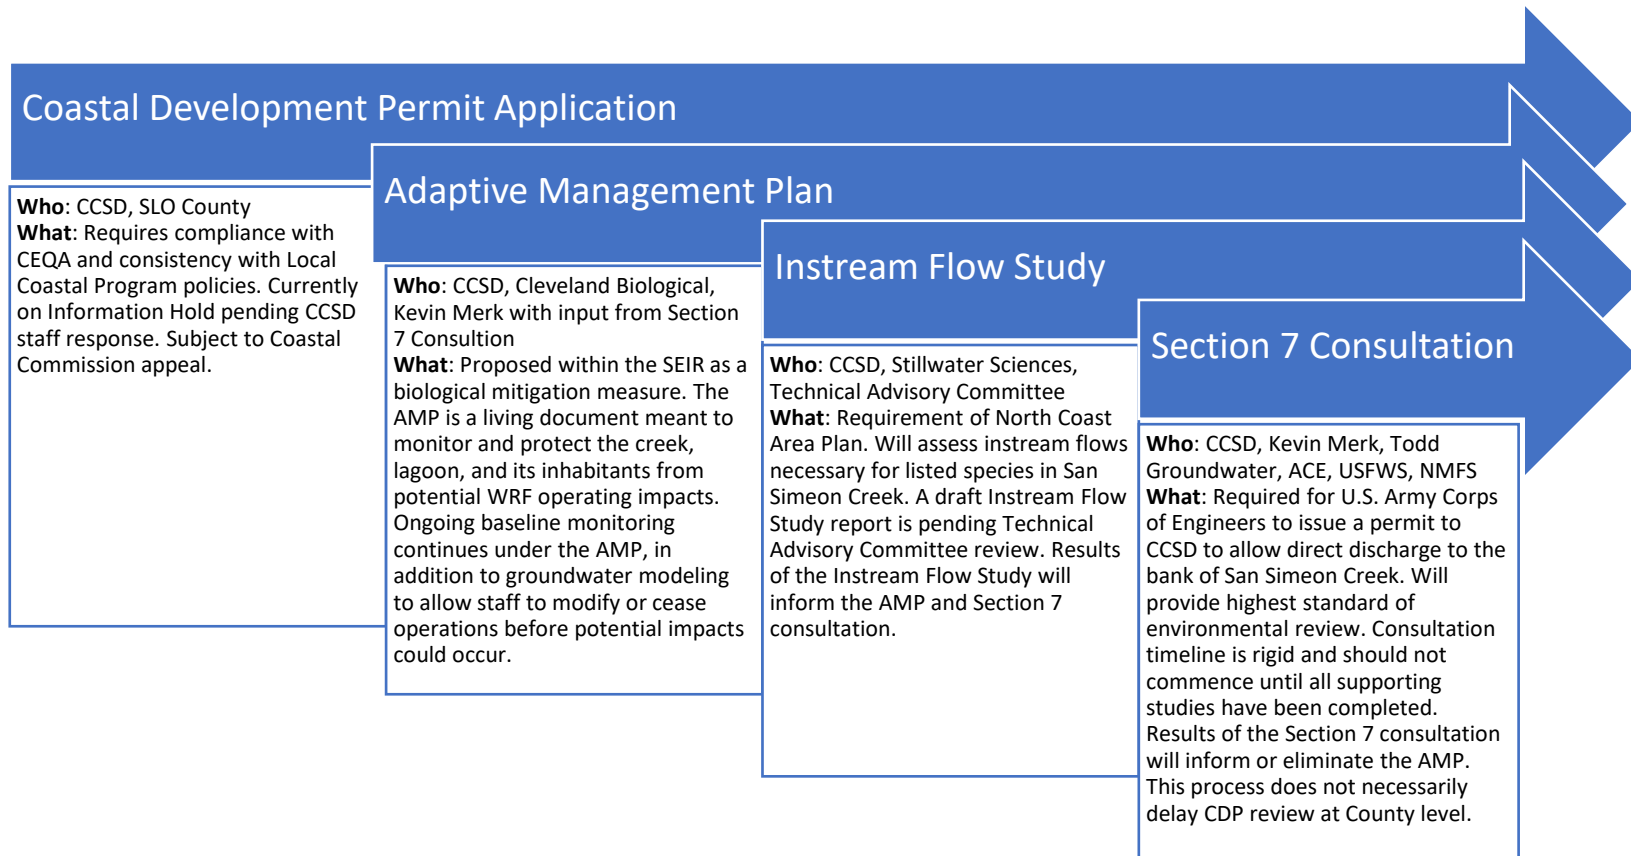 Coastal Development Permit Application
Who: CCSD, SLO County
What: Requires compliance with
CEQA and consistency with Local
Coastal Program policies. Currently
on Information Hold pending CCSD
staff response. Subject to Coastal
Commission appeal.
Adaptive Management Plan
Who: CCSD, Cleveland Biological,
Kevin Merk with input from Section
7 Consultion
What: Proposed within the SEIR as a
biological mitigation measure. The
AMP is a living document meant to
monitor and protect the creek,
lagoon, and its inhabitants from
potential WRF operating impacts.
Ongoing baseline monitoring
continues under the AMP, in
addition to groundwater modeling
to allow staff to modify or cease
operations before potential impacts
could occur.
Instream Flow Study
Who: CCSD, Stillwater Sciences,
Technical Advisory Committee
What: Requirement of North Coast
Area Plan. Will assess instream flows
necessary for listed species in San
Simeon Creek. A draft Instream Flow
Study report is pending Technical
Advisory Committee review. Results
of the Instream Flow Study will
inform the AMP and Section 7
consultation.
Section 7 Consultation
Who: CCSD, Kevin Merk, Todd
Groundwater, ACE, USFWS, NMFS
What: Required for U.S. Army Corps
of Engineers to issue a permit to
CCSD to allow direct discharge to the
bank of San Simeon Creek. Will
provide highest standard of
environmental review. Consultation
timeline is rigid and should not
commence until all supporting
studies have been completed.
Results of the Section 7 consultation
will inform or eliminate the AMP.
This process does not necessarily
delay CDP review at County level.